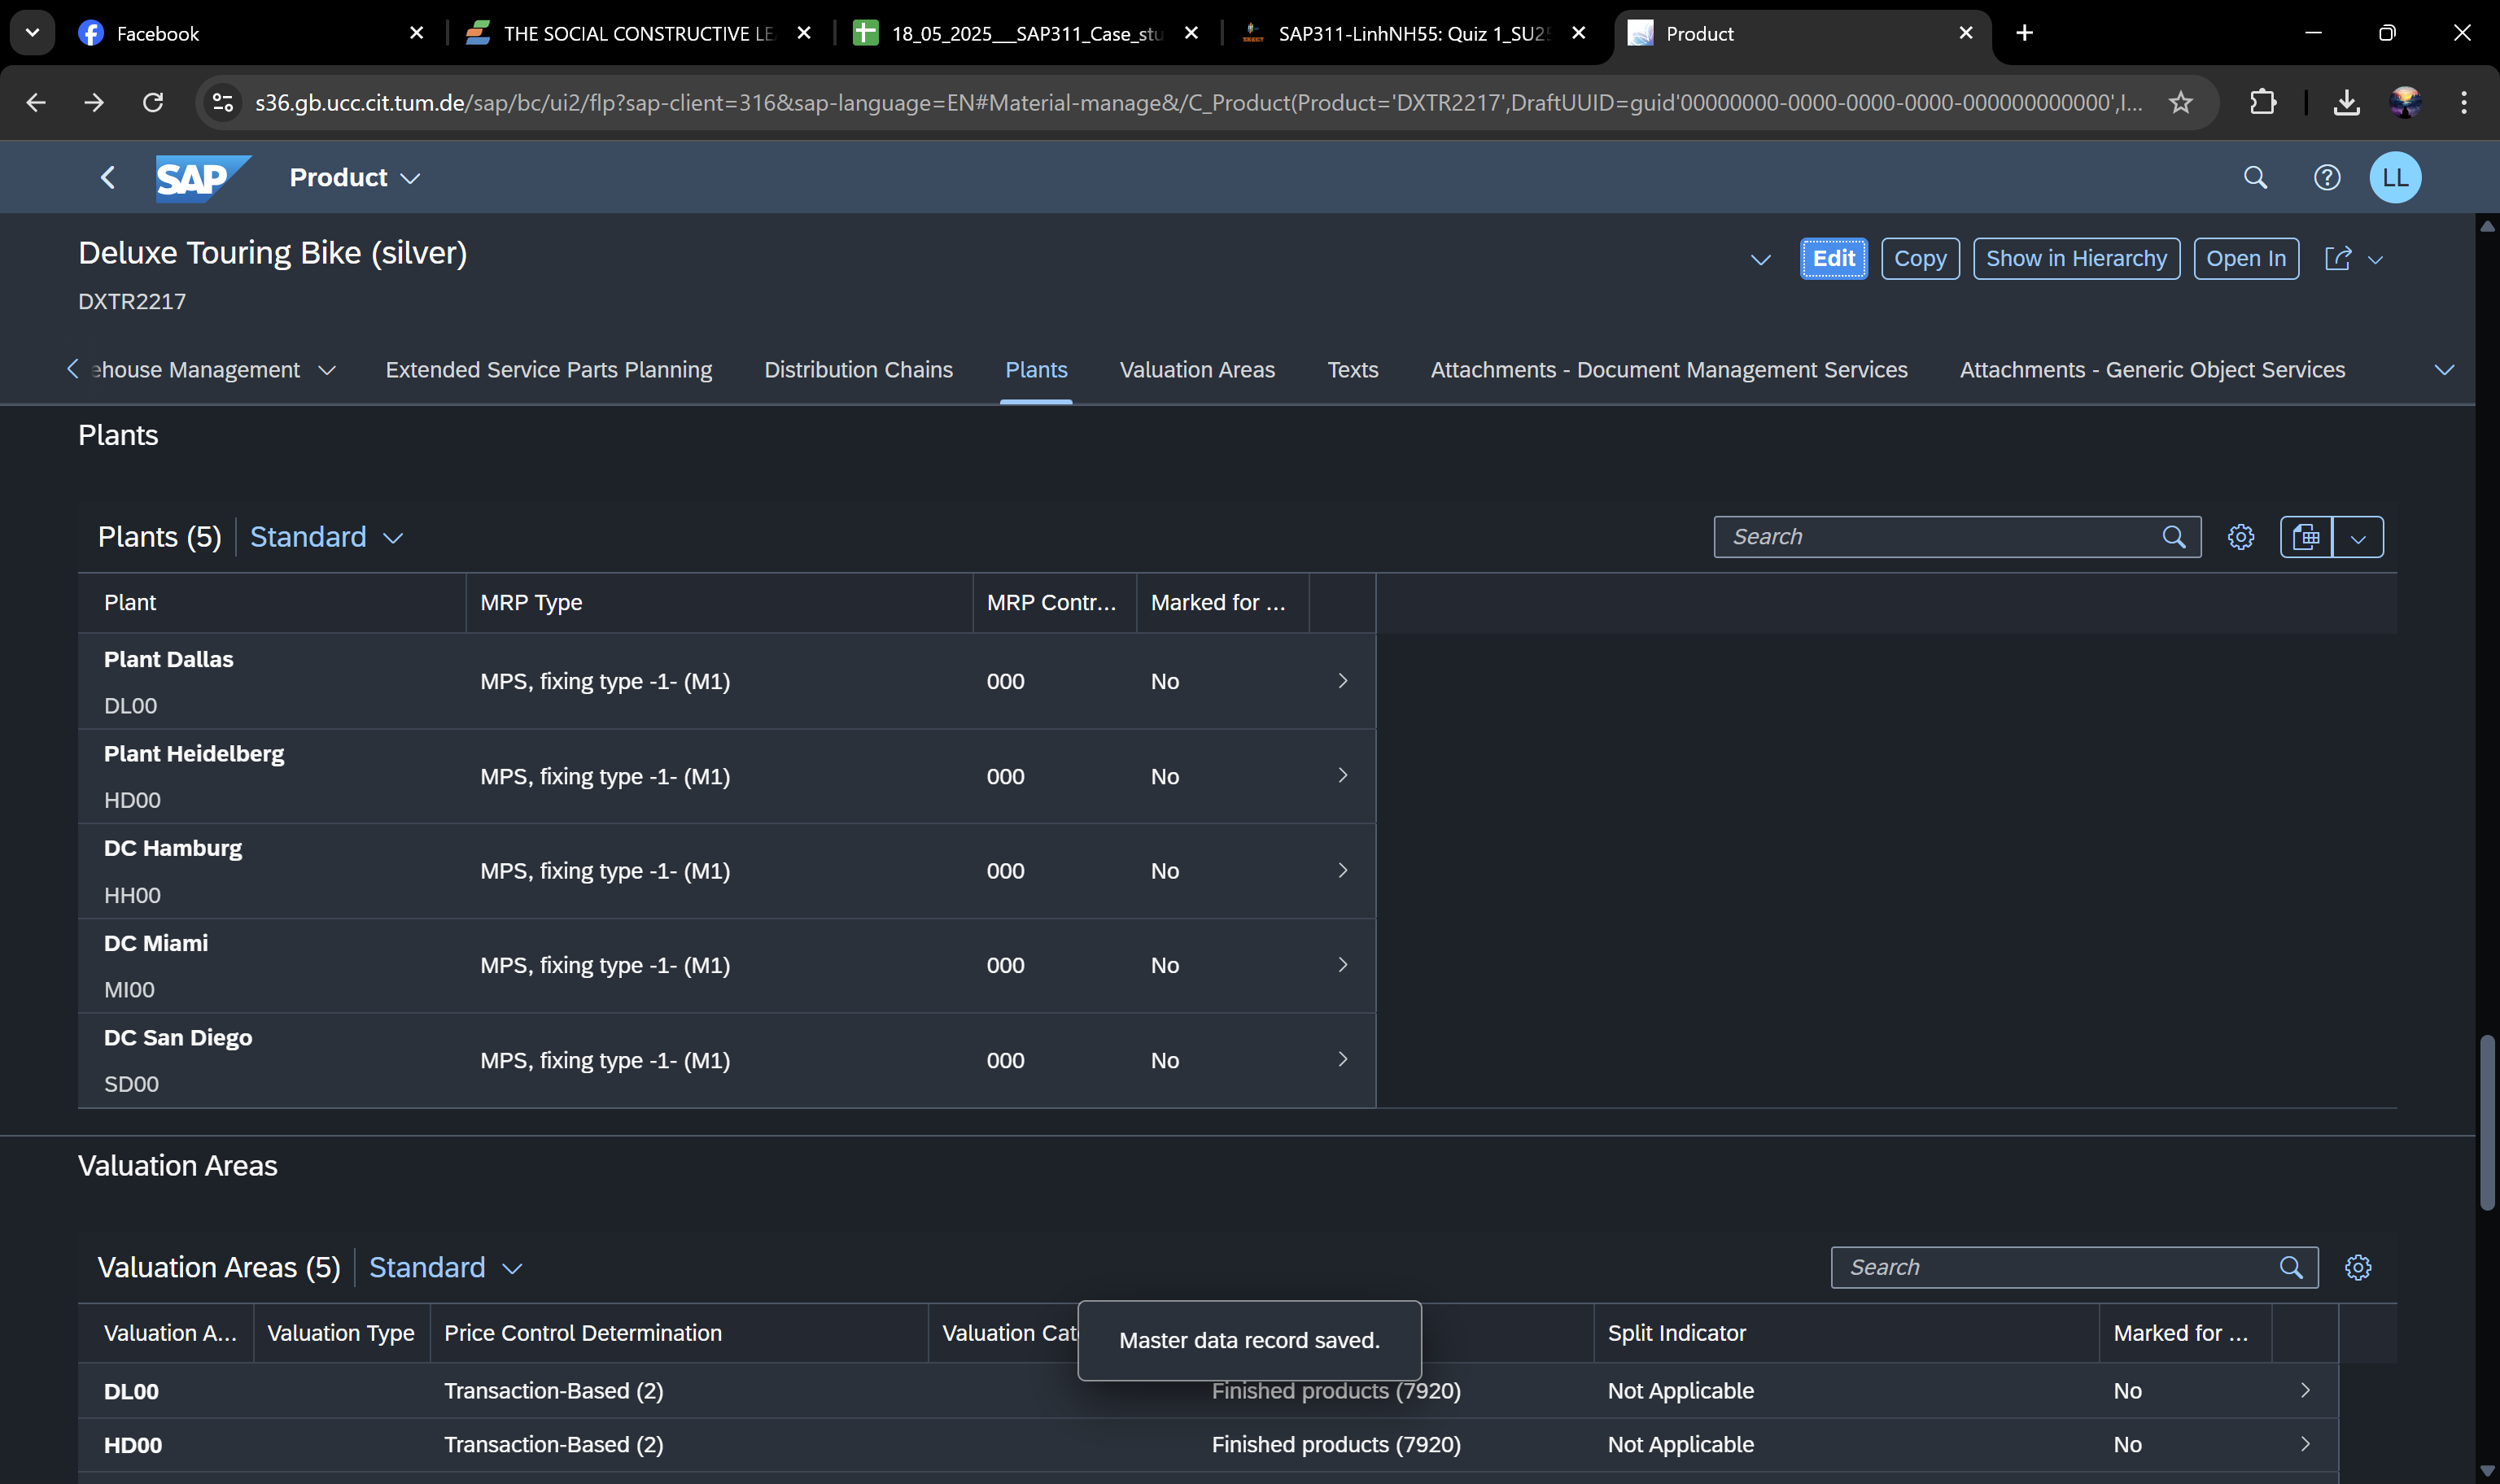 Facebook
THE SOCIAL CONSTRUCTIVE LE
18_05_2025___SAP311_Case_stu
SAP311-LinhNH55: Quiz 1_SU25
Product
s36.gb.ucc.cit.tum.de/sap/bc/ui2/flp?sap-client=316&sap-language=EN#Material-manage&/C_Product(Product='DXTR2217',DraftUUID=guid'00000000-0000-0000-0000-000000000000',I...
SAP
Product
LL
Deluxe Touring Bike (silver)
Edit
Copy
Show in Hierarchy
Open In
DXTR2217
ehouse Management
Extended Service Parts Planning
Distribution Chains
Plants
Valuation Areas
Texts
Attachments - Document Management Services
Attachments - Generic Object Services
Plants
Plants (5)
Standard
Search
Plant
MRP Type
MRP Contr...
Marked for ...
Plant Dallas
DL00
MPS, fixing type -1- (M1)
000
No
Plant Heidelberg
HD00
MPS, fixing type -1- (M1)
000
No
DC Hamburg
HH00
MPS, fixing type -1- (M1)
000
No
DC Miami
MI00
MPS, fixing type -1- (M1)
000
No
DC San Diego
SD00
MPS, fixing type -1- (M1)
000
No
Valuation Areas
Valuation Areas (5)
Standard
Search
Valuation A...
Valuation Type
Price Control Determination
Valuation Cat
Split Indicator
Marked for ...
Master data record saved.
DL00
Transaction-Based (2)
Finished products (7920)
Not Applicable
No
HD00
Transaction-Based (2)
Finished products (7920)
Not Applicable
No